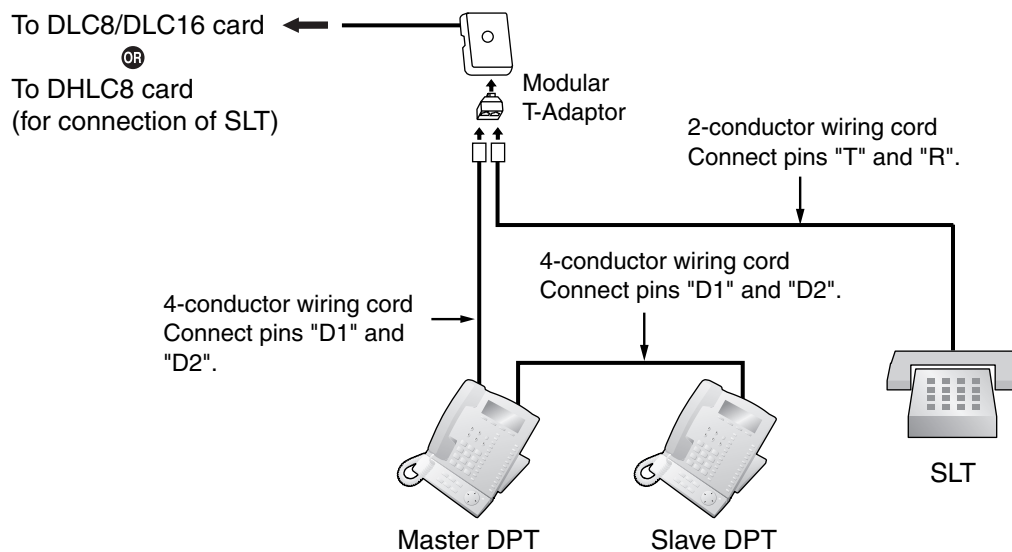 To DLC8/DLC16 card
OR
To DHLC8 card
(for connection of SLT)
Modular
T-Adaptor
2-conductor wiring cord
Connect pins "T" and "R".
4-conductor wiring cord
Connect pins "D1" and "D2".
4-conductor wiring cord
Connect pins "D1" and
"D2".
SLT
Master DPT
Slave DPT